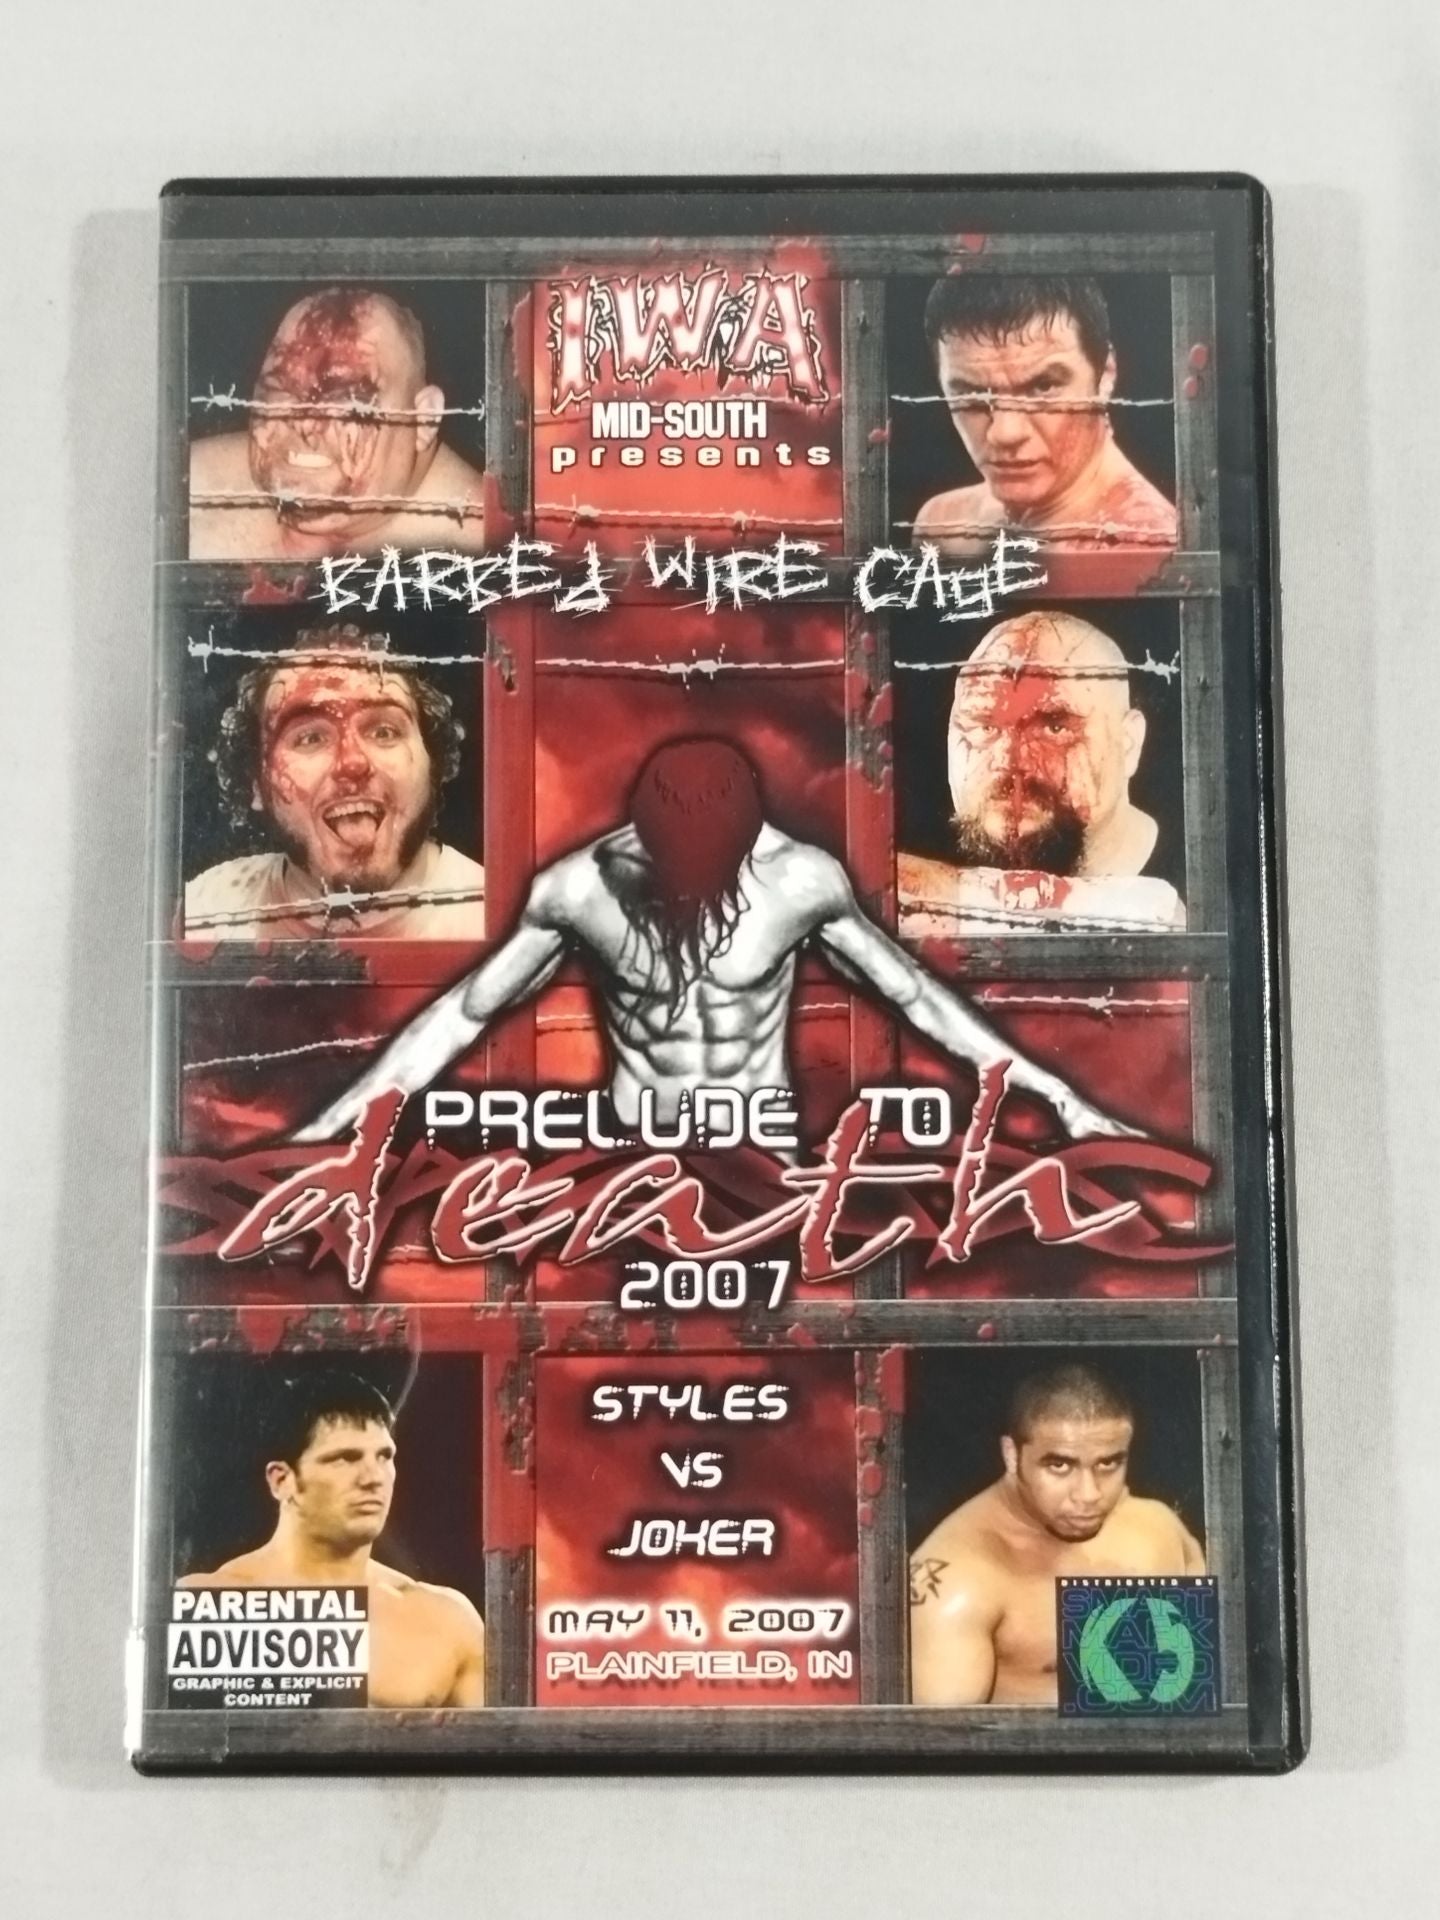 IWA
MID-SOUTH
presents
BARBEd WIRE CAgE
PRELUDE TO
death
2007
STYLES
VS
JOKER
MAY 11, 2007
PLAINFIELD, IN
PARENTAL
ADVISORY
GRAPHIC & EXPLICIT
CONTENT
DISTRIBUTED BY
SMART
MARK
VIDEO
.COM